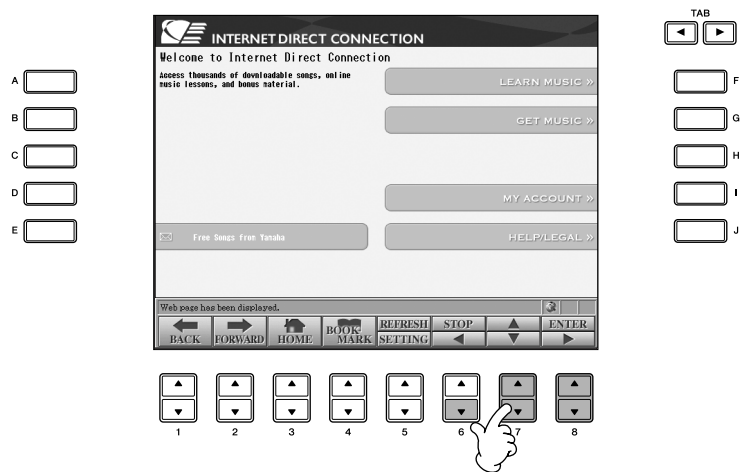 TAB
INTERNET DIRECT CONNECTION
Welcome to Internet Direct Connection
Access thousands of downloadable songs, online
music lessons, and bonus material.
LEARN MUSIC »
GET MUSIC »
MY ACCOUNT »
Free Songs from Yamaha
HELP/LEGAL »
Web page has been displayed.
BACK FORWARD HOME BOOK-MARK REFRESH SETTING STOP ENTER
A
B
C
D
E
F
G
H
I
J
1 2 3 4 5 6 7 8